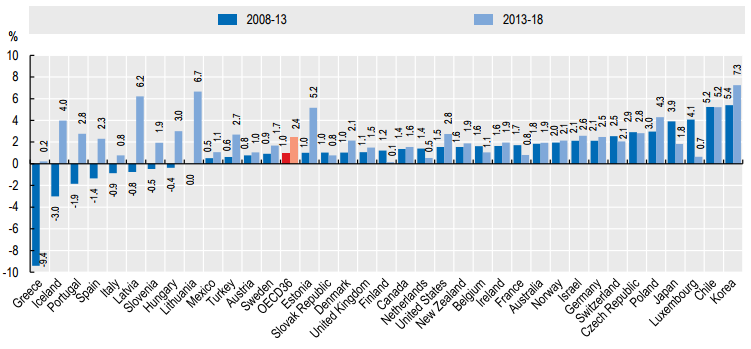 2008-13
2013-18
%
10
8
6
4
2
0
-2
-4
-6
-8
-10
-9.4
0.2
-3.0
4.0
-1.9
2.8
-1.4
2.3
-0.9
0.8
-0.8
6.2
-0.5
1.9
-0.4
3.0
0.0
6.7
0.5
1.1
0.6
2.7
0.8
1.0
0.9
1.7
1.0
2.4
1.0
5.2
1.0
0.8
1.0
2.1
1.1
1.5
1.2
0.1
1.4
1.6
1.4
0.5
1.5
2.8
1.6
1.9
1.6
1.1
1.6
1.9
1.7
0.8
1.8
1.9
2.0
2.1
2.1
2.6
2.1
2.5
2.5
2.1
2.9
2.8
3.0
4.3
3.9
1.8
4.1
0.7
5.2
5.2
5.4
7.3
Greece
Iceland
Portugal
Spain
Italy
Latvia
Slovenia
Hungary
Lithuania
Mexico
Turkey
Austria
Sweden
OECD36
Estonia
Slovak Republic
Denmark
United Kingdom
Finland
Canada
Netherlands
United States
New Zealand
Belgium
Ireland
France
Australia
Norway
Israel
Germany
Switzerland
Czech Republic
Poland
Japan
Luxembourg
Chile
Korea